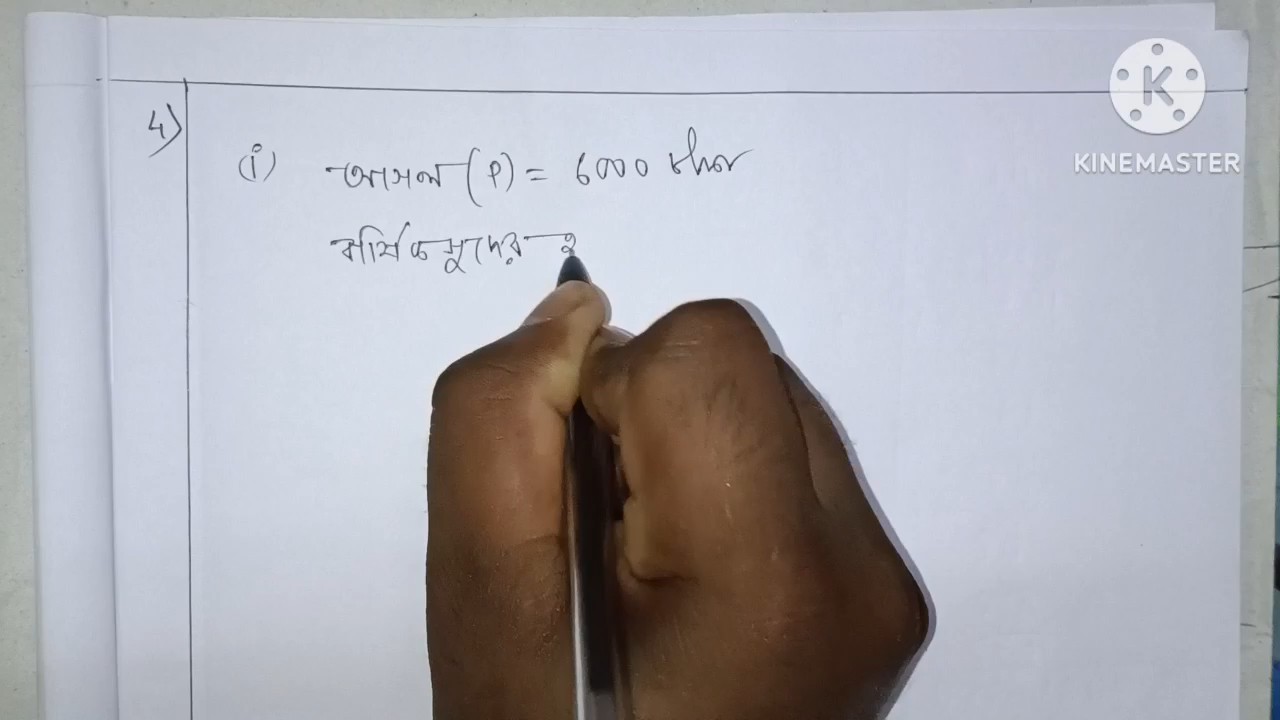 4)
(i) আসল (P) = 6000 টাকা
বার্ষিক সুদের হ
K
KINEMASTER